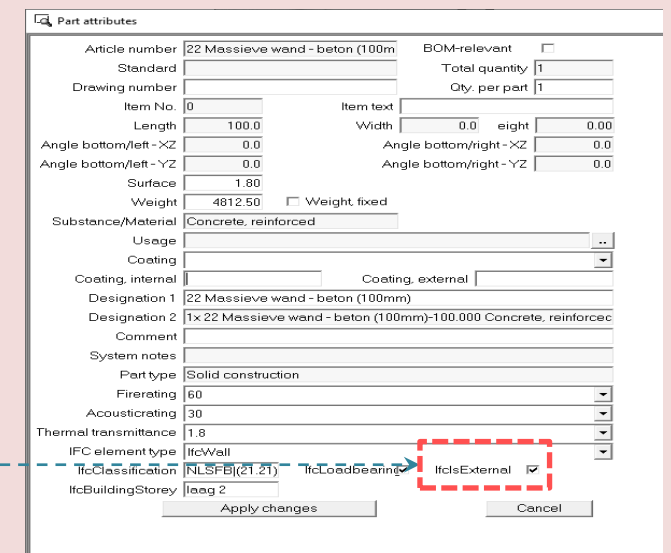 Part attributes
Article number 22 Massieve wand - beton (100m BOM-relevant
Standard Total quantity 1
Drawing number Qty. per part 1
Item No. 0 Item text
Length 100.0 Width 0.0 eight 0.00
Angle bottom/left - XZ 0.0 Angle bottom/right - XZ 0.0
Angle bottom/left - YZ 0.0 Angle bottom/right - YZ 0.0
Surface 1.80
Weight 4812.50 Weight, fixed
Substance/Material Concrete, reinforced
Usage ..
Coating
Coating, internal Coating, external
Designation 1 22 Massieve wand - beton (100mm)
Designation 2 1x 22 Massieve wand - beton (100mm)-100.000 Concrete, reinforcec
Comment
System notes
Part type Solid construction
Firerating 60
Acousticrating 30
Thermal transmittance 1.8
IFC element type IfcWall
IfcClassification NLSFB|(21.21) IfcLoadbearing IfcIsExternal
IfcBuildingStorey laag 2
Apply changes Cancel